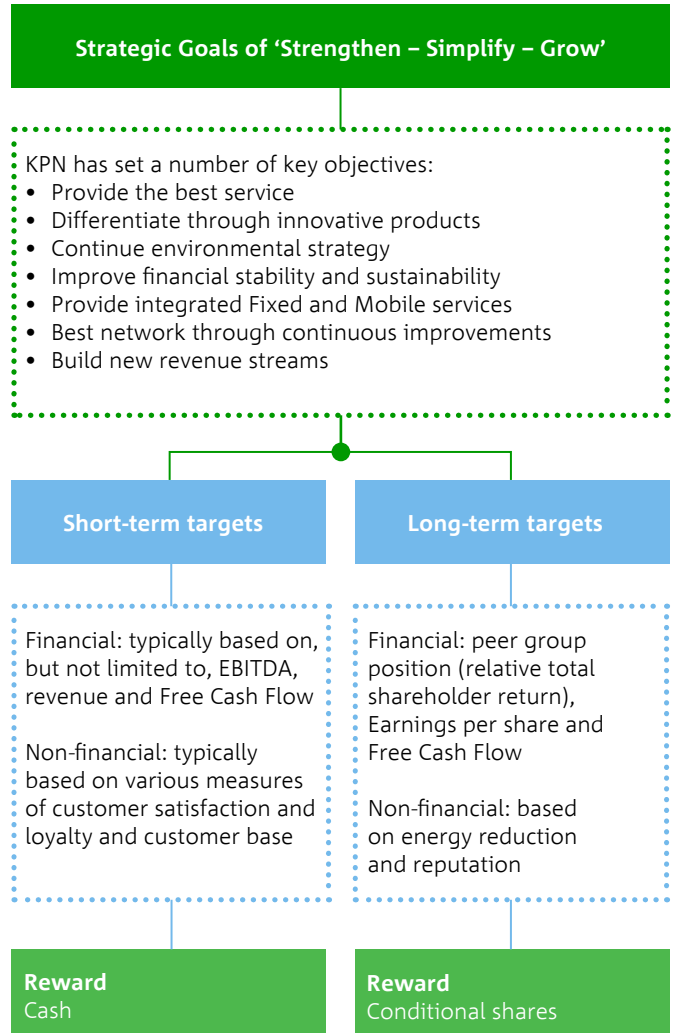 Strategic Goals of ‘Strengthen – Simplify – Grow’
KPN has set a number of key objectives:
• Provide the best service
• Differentiate through innovative products
• Continue environmental strategy
• Improve financial stability and sustainability
• Provide integrated Fixed and Mobile services
• Best network through continuous improvements
• Build new revenue streams
Short-term targets
Financial: typically based on,
but not limited to, EBITDA,
revenue and Free Cash Flow
Non-financial: typically
based on various measures
of customer satisfaction and
loyalty and customer base
Reward
Cash
Long-term targets
Financial: peer group
position (relative total
shareholder return),
Earnings per share and
Free Cash Flow
Non-financial: based
on energy reduction
and reputation
Reward
Conditional shares